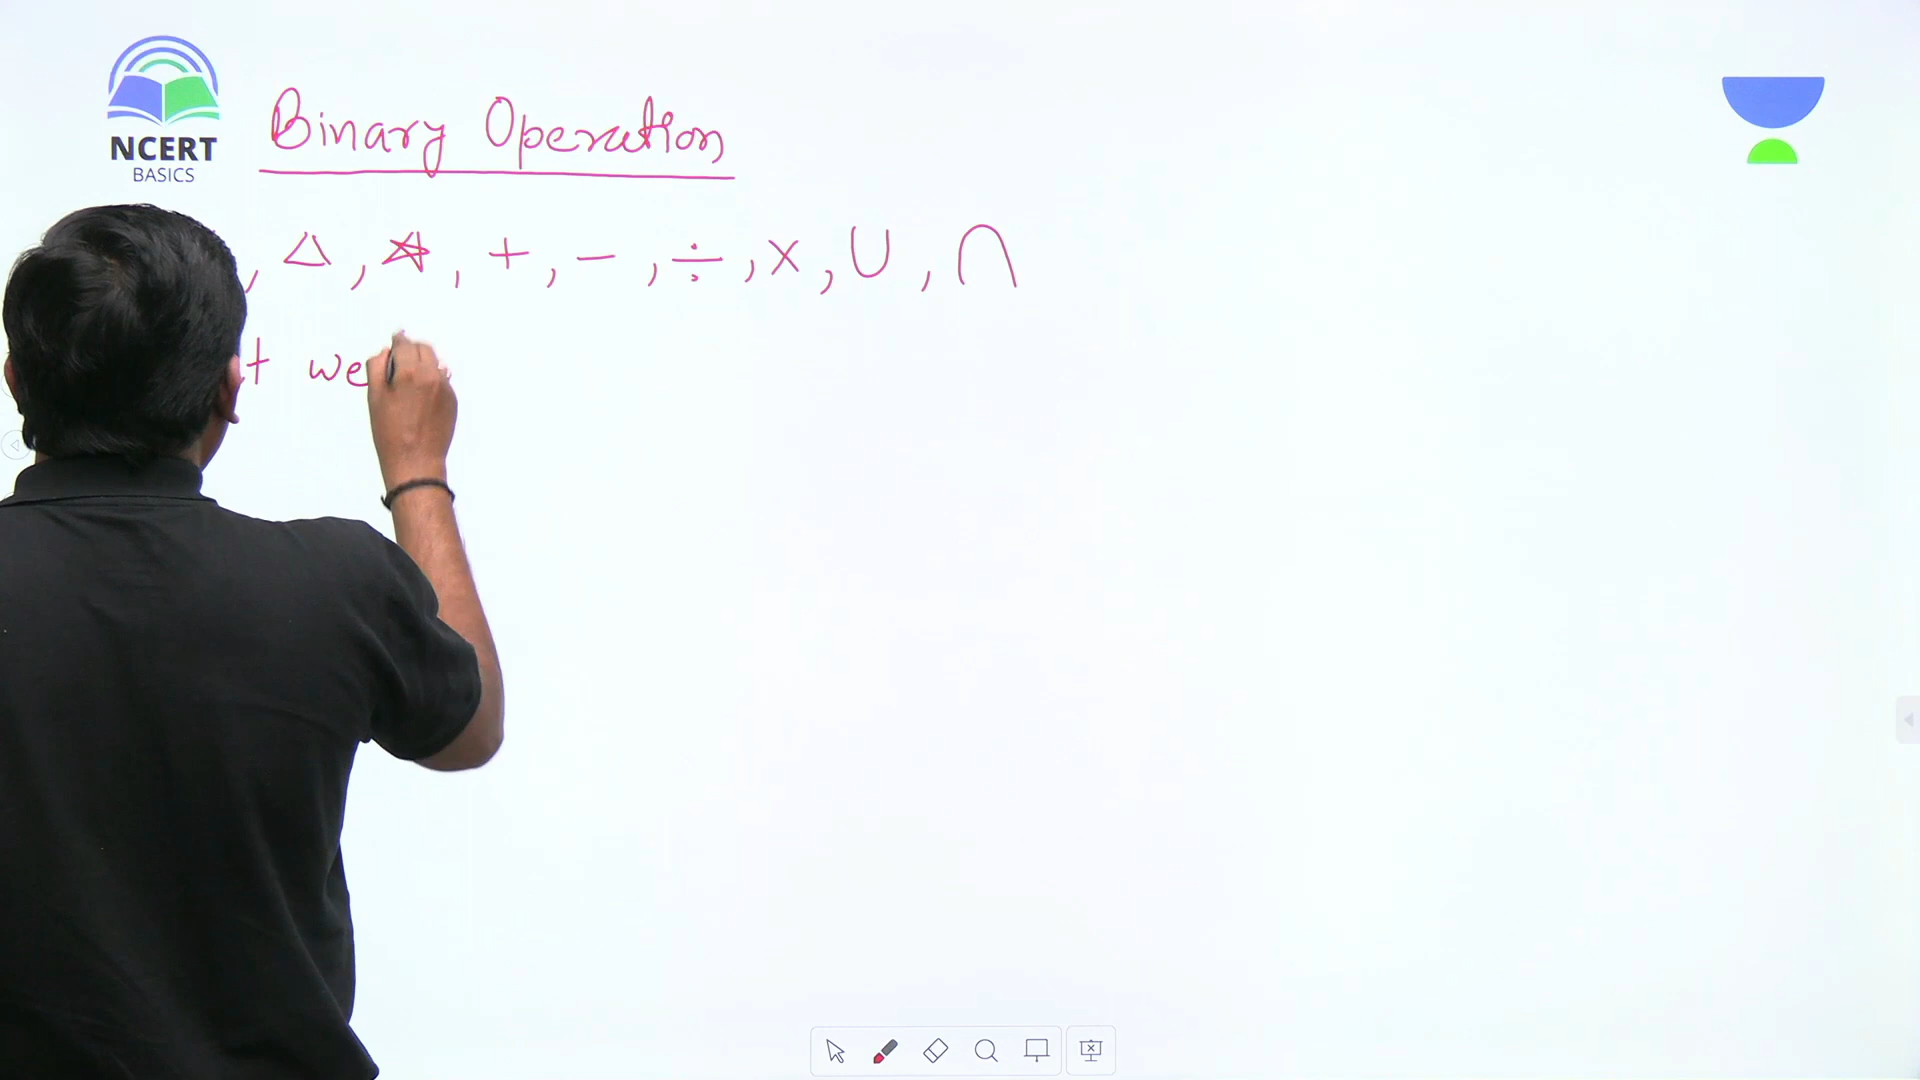 NCERT
BASICS
Binary Operation
, △, ☆, +, −, ÷, ×, ∪, ∩
we